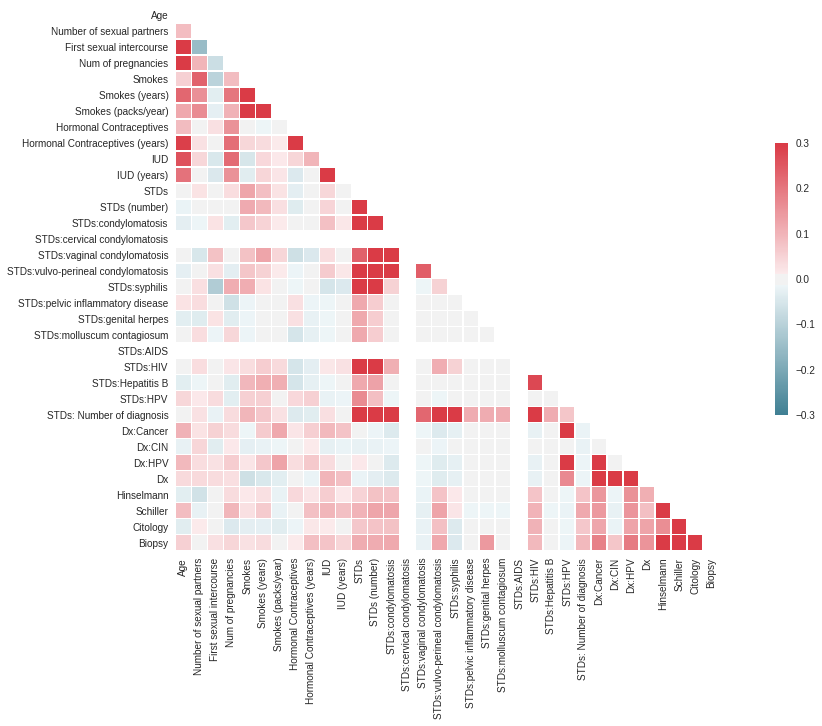 Age
Number of sexual partners
First sexual intercourse
Num of pregnancies
Smokes
Smokes (years)
Smokes (packs/year)
Hormonal Contraceptives
Hormonal Contraceptives (years)
IUD
IUD (years)
STDs
STDs (number)
STDs:condylomatosis
STDs:cervical condylomatosis
STDs:vaginal condylomatosis
STDs:vulvo-perineal condylomatosis
STDs:syphilis
STDs:pelvic inflammatory disease
STDs:genital herpes
STDs:molluscum contagiosum
STDs:AIDS
STDs:HIV
STDs:Hepatitis B
STDs:HPV
STDs: Number of diagnosis
Dx:Cancer
Dx:CIN
Dx:HPV
Dx
Hinselmann
Schiller
Citology
Biopsy
0.3
0.2
0.1
0.0
−0.1
−0.2
−0.3
Age
Number of sexual partners
First sexual intercourse
Num of pregnancies
Smokes
Smokes (years)
Smokes (packs/year)
Hormonal Contraceptives
Hormonal Contraceptives (years)
IUD
IUD (years)
STDs
STDs (number)
STDs:condylomatosis
STDs:cervical condylomatosis
STDs:vaginal condylomatosis
STDs:vulvo-perineal condylomatosis
STDs:syphilis
STDs:pelvic inflammatory disease
STDs:genital herpes
STDs:molluscum contagiosum
STDs:AIDS
STDs:HIV
STDs:Hepatitis B
STDs:HPV
STDs: Number of diagnosis
Dx:Cancer
Dx:CIN
Dx:HPV
Dx
Hinselmann
Schiller
Citology
Biopsy